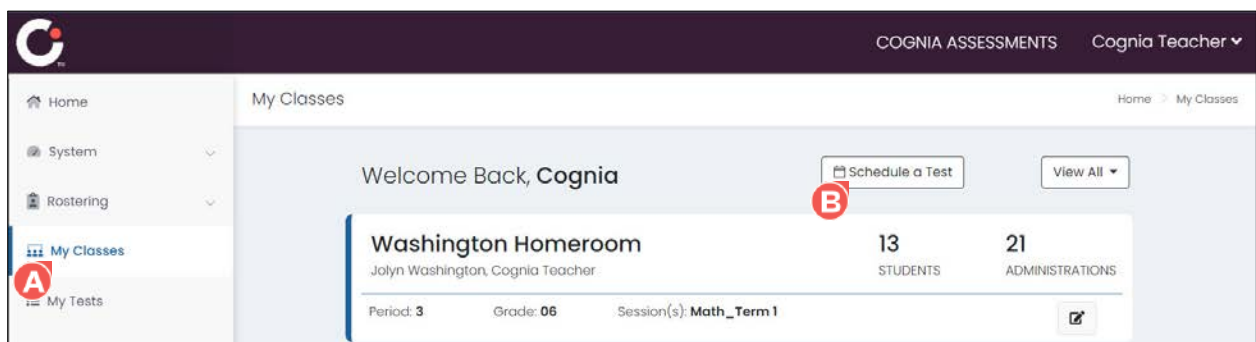 COGNIA ASSESSMENTS Cognia Teacher
Home
System
Rostering
My Classes
A
My Tests
My Classes
Home > My Classes
Welcome Back, Cognia
Schedule a Test
B
View All
Washington Homeroom
Jolyn Washington, Cognia Teacher
13
STUDENTS
21
ADMINISTRATIONS
Period: 3 Grade: 06 Session(s): Math_Term 1